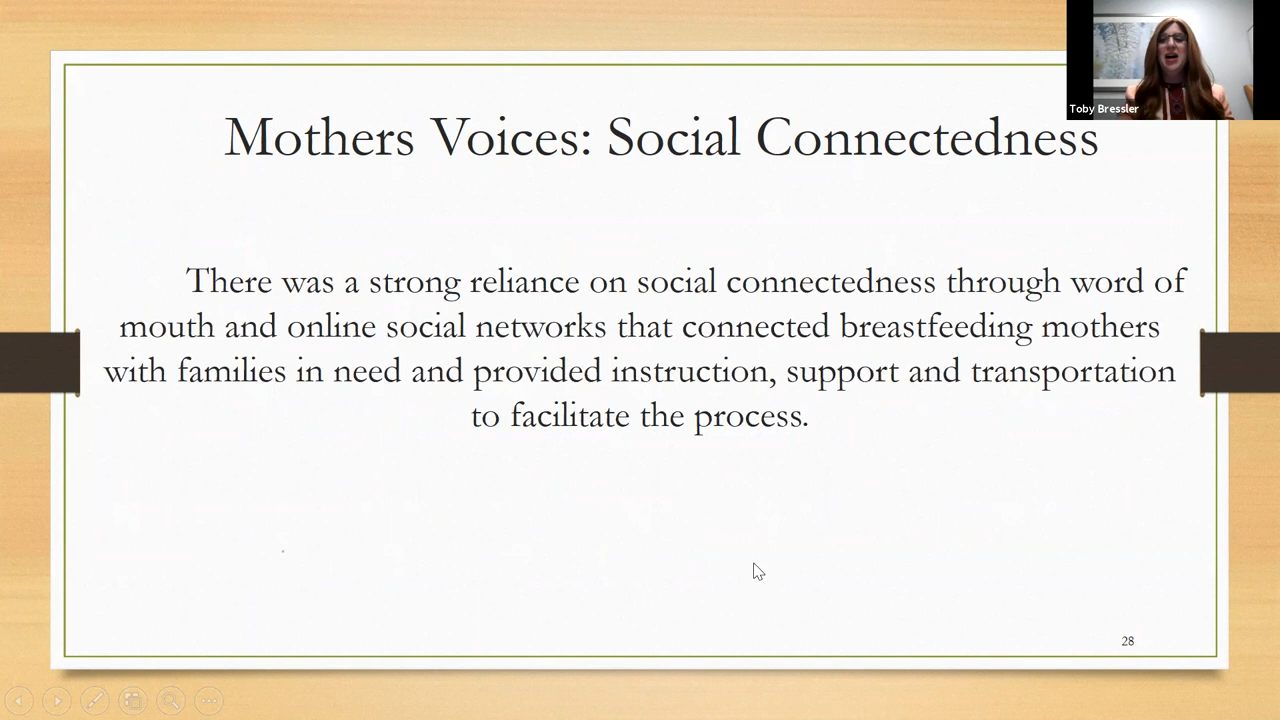 Toby Bressler
Mothers Voices: Social Connectedness
There was a strong reliance on social connectedness through word of
mouth and online social networks that connected breastfeeding mothers
with families in need and provided instruction, support and transportation
to facilitate the process.
28